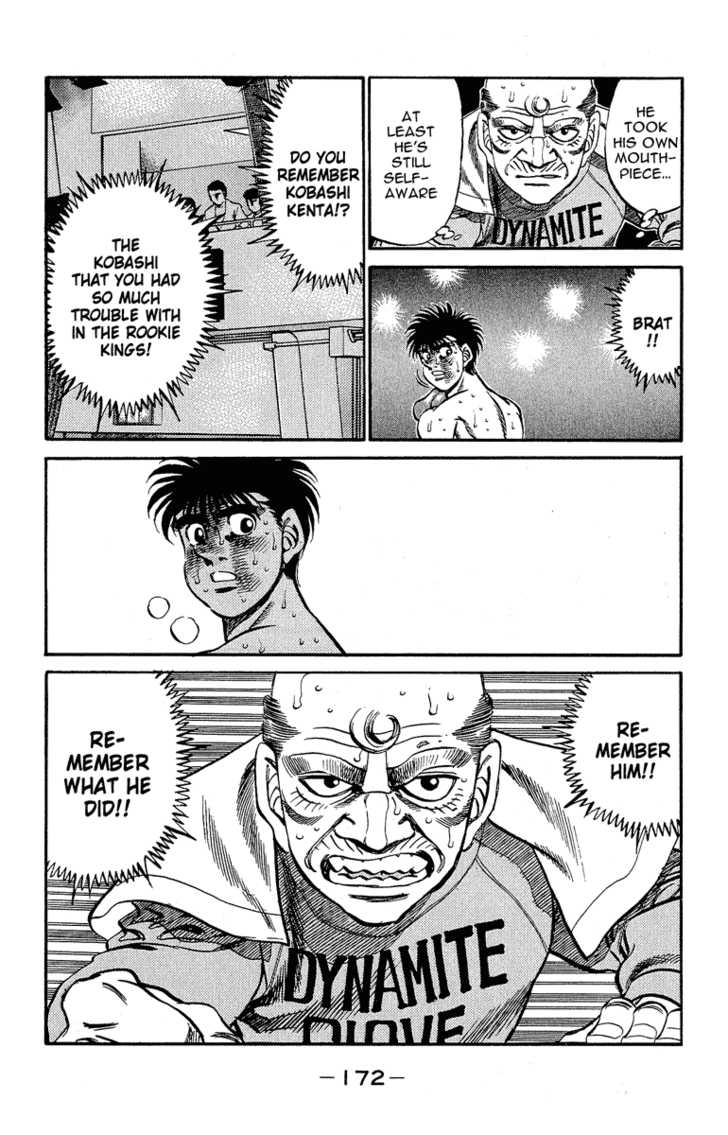 HE
TOOK
HIS OWN
MOUTH-
PIECE...
AT
LEAST
HE'S
STILL
SELF-
AWARE
DYNAMITE
BRAT
!!
DO YOU
REMEMBER
KOBASHI
KENTA!?
THE
KOBASHI
THAT YOU HAD
SO MUCH
TROUBLE WITH
IN THE ROOKIE
KINGS!
RE-
MEMBER
HIM!!
RE-
MEMBER
WHAT HE
DID!!
DYNAMITE
GLOVE
-172-